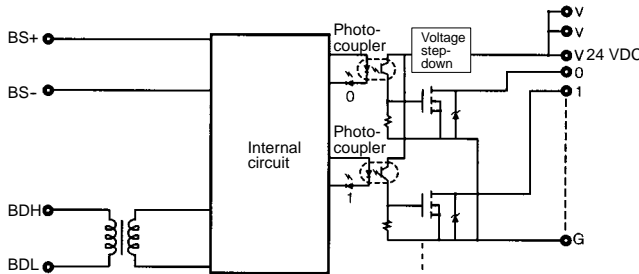 BS+
BS-
BDH
BDL
Internal
circuit
Photo-
coupler
0
Photo-
coupler
1
Voltage
step-
down
V
V
V 24 VDC
0
1
G